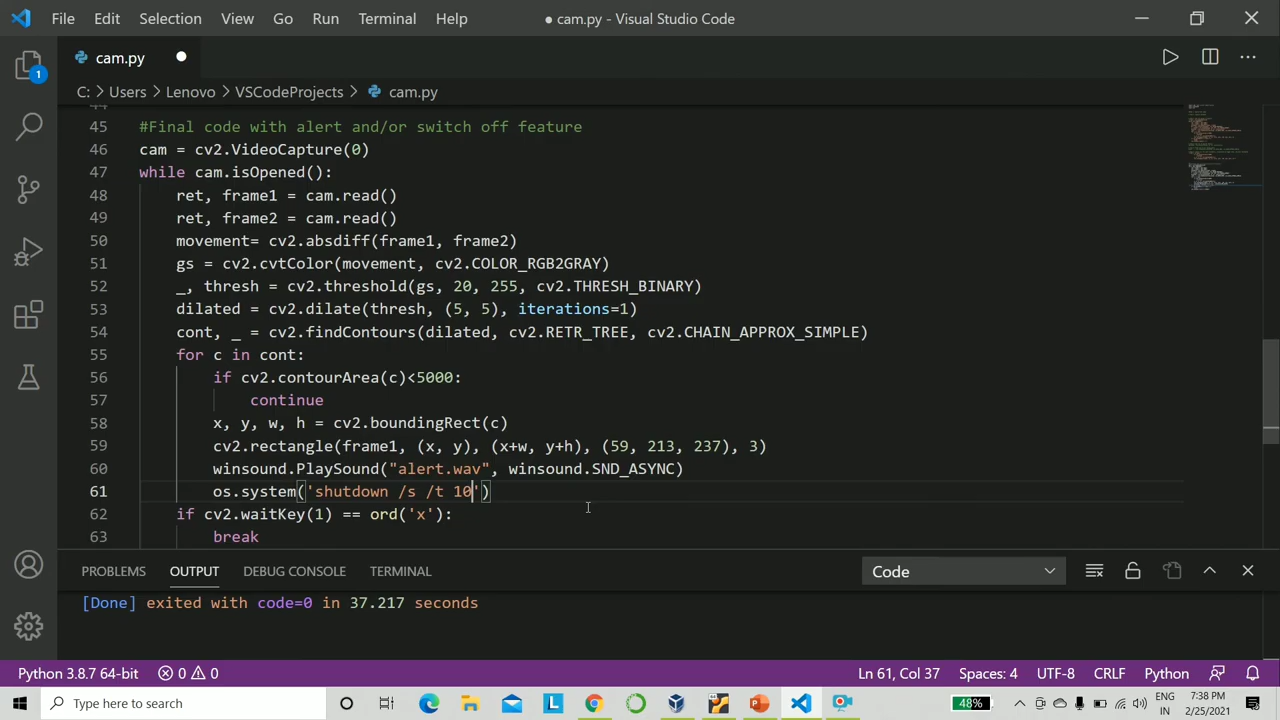 File Edit Selection View Go Run Terminal Help ● cam.py - Visual Studio Code
cam.py
1
C: > Users > Lenovo > VSCodeProjects > cam.py
44
45 #Final code with alert and/or switch off feature
46 cam = cv2.VideoCapture(0)
47 while cam.isOpened():
48 ret, frame1 = cam.read()
49 ret, frame2 = cam.read()
50 movement= cv2.absdiff(frame1, frame2)
51 gs = cv2.cvtColor(movement, cv2.COLOR_RGB2GRAY)
52 _, thresh = cv2.threshold(gs, 20, 255, cv2.THRESH_BINARY)
53 dilated = cv2.dilate(thresh, (5, 5), iterations=1)
54 cont, _ = cv2.findContours(dilated, cv2.RETR_TREE, cv2.CHAIN_APPROX_SIMPLE)
55 for c in cont:
56 if cv2.contourArea(c)<5000:
57 continue
58 x, y, w, h = cv2.boundingRect(c)
59 cv2.rectangle(frame1, (x, y), (x+w, y+h), (59, 213, 237), 3)
60 winsound.PlaySound("alert.wav", winsound.SND_ASYNC)
61 os.system('shutdown /s /t 10')
62 if cv2.waitKey(1) == ord('x'):
63 break
PROBLEMS OUTPUT DEBUG CONSOLE TERMINAL Code
[Done] exited with code=0 in 37.217 seconds
Python 3.8.7 64-bit 0 0 Ln 61, Col 37 Spaces: 4 UTF-8 CRLF Python
Type here to search L 48% ENG 7:38 PM
IN 2/25/2021